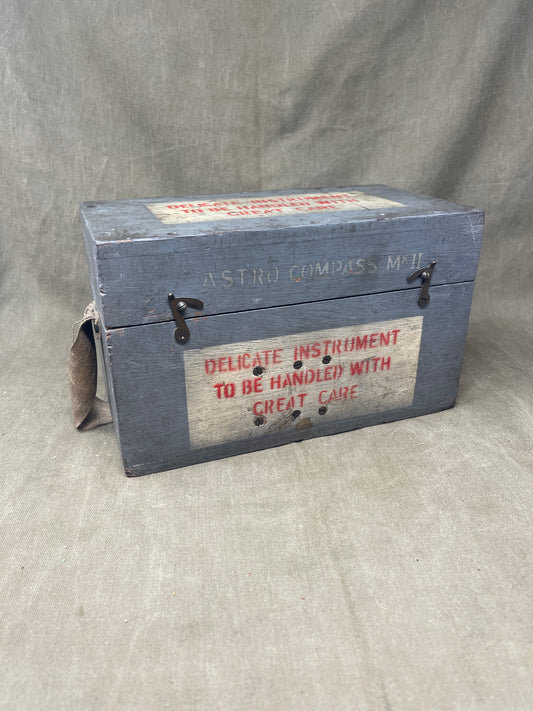 DELICATE INSTRUMENT
TO BE HANDLED WITH
GREAT CARE
ASTRO COMPASS MK II
DELICATE INSTRUMENT
TO BE HANDLED WITH
GREAT CARE